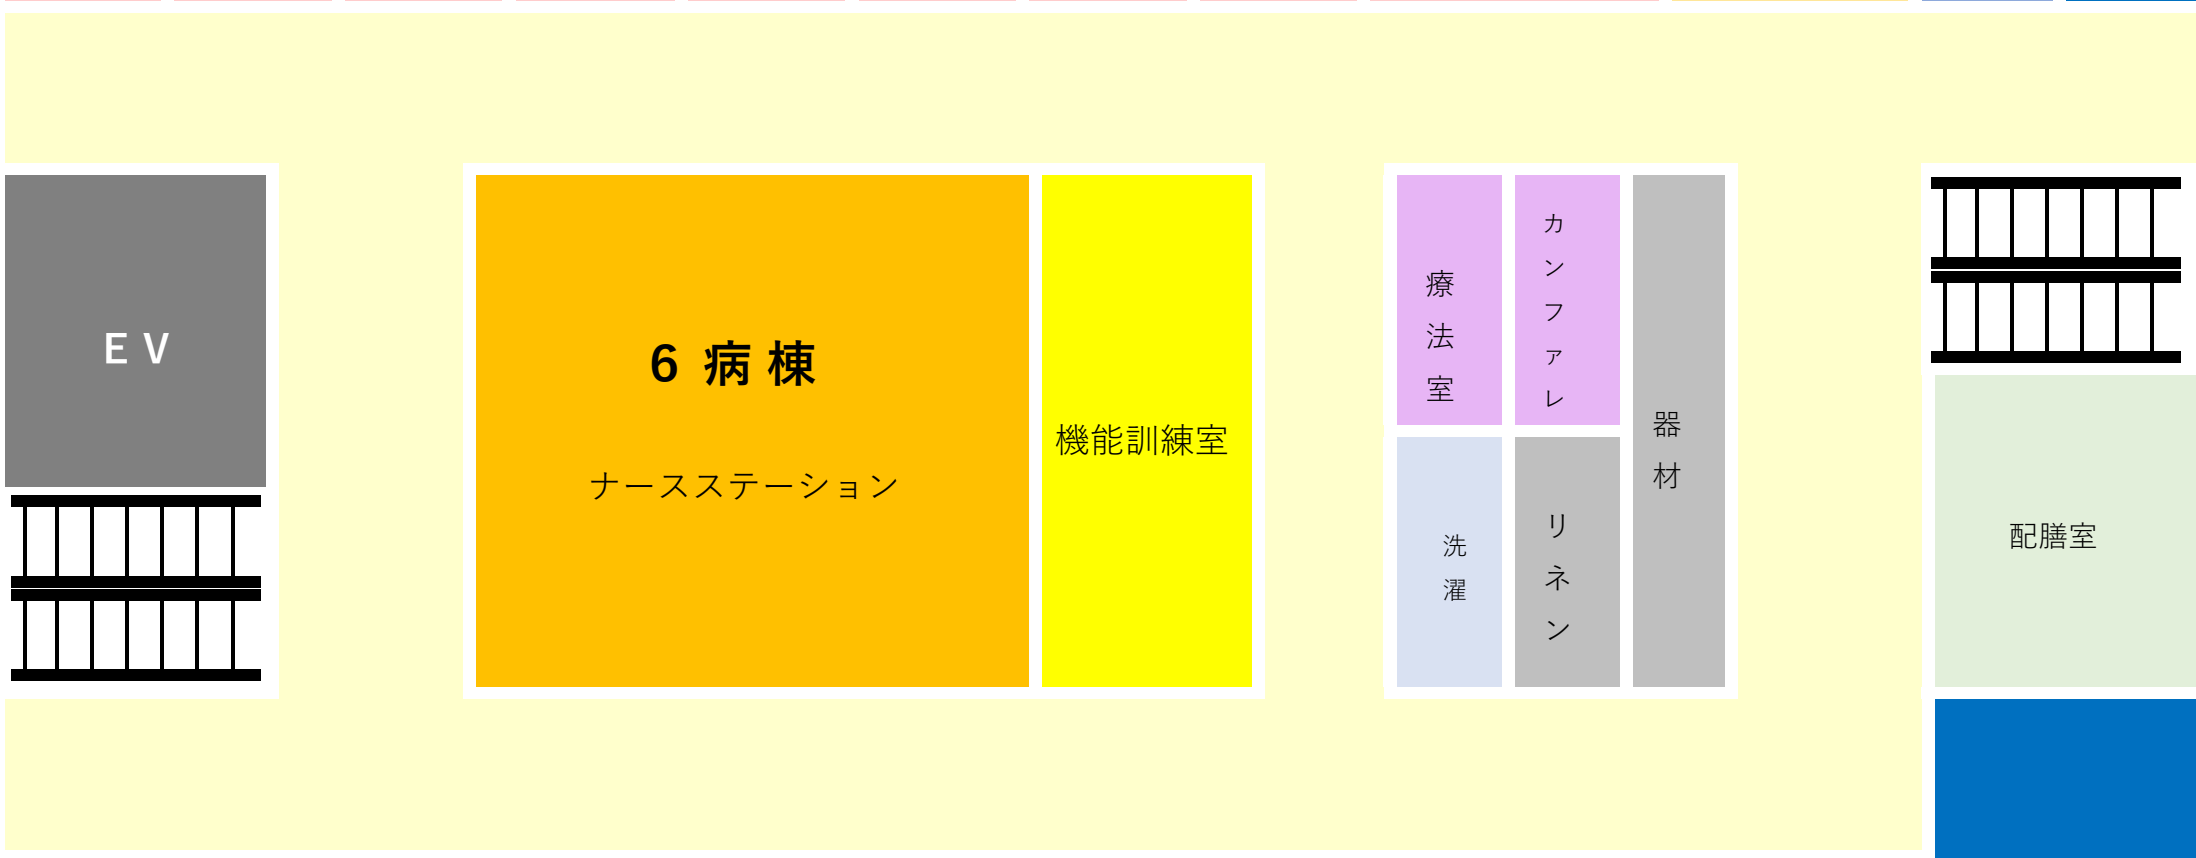 EV
6 病棟
ナースステーション
機能訓練室
療法室
カンファレ
器材
洗濯
リネン
配膳室